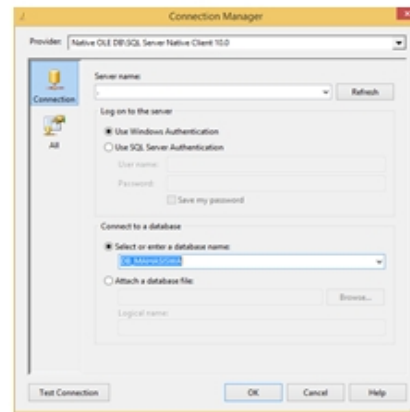 Connection Manager
Provider: Native OLE DB\SQL Server Native Client 10.0
Connection
All
Server name:
.
Refresh
Log on to the server
Use Windows Authentication
Use SQL Server Authentication
User name:
Password:
Save my password
Connect to a database
Select or enter a database name:
DB_MAHASISWA
Attach a database file:
Browse...
Logical name:
Test Connection
OK
Cancel
Help